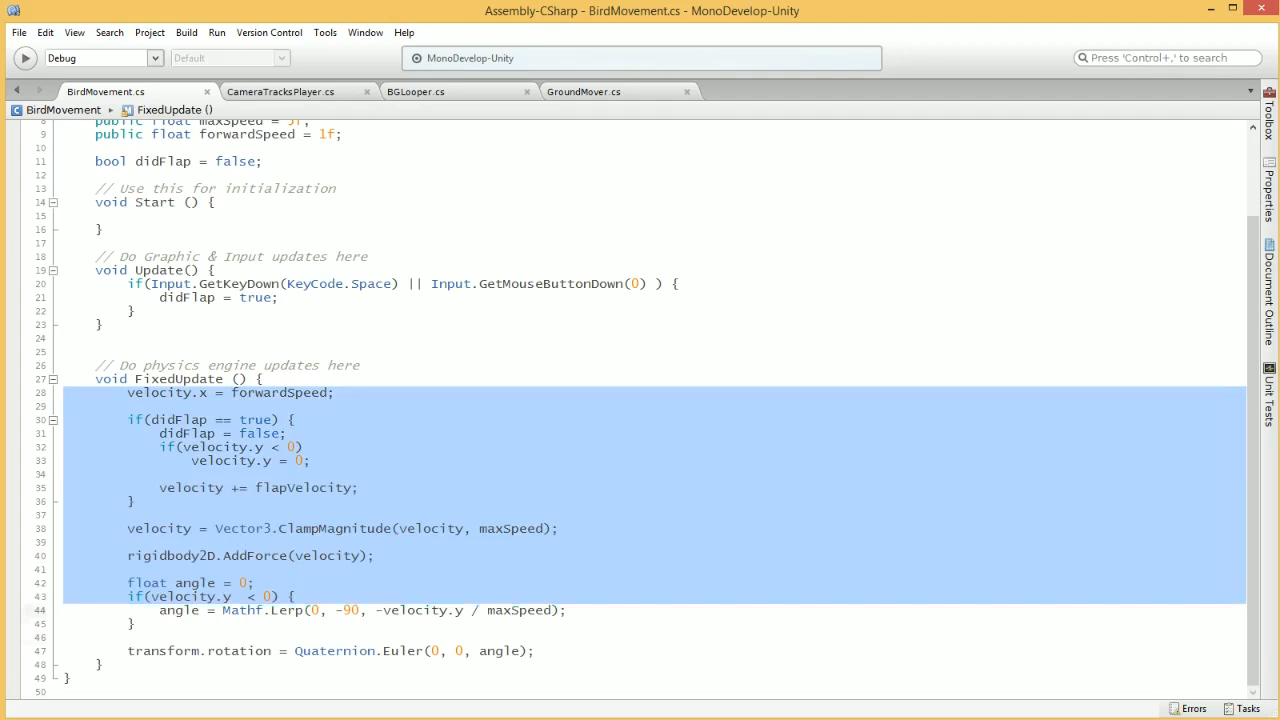 Assembly-CSharp - BirdMovement.cs - MonoDevelop-Unity
File Edit View Search Project Build Run Version Control Tools Window Help
Debug Default MonoDevelop-Unity Press 'Control+,' to search
BirdMovement.cs CameraTracksPlayer.cs BGLooper.cs GroundMover.cs
BirdMovement FixedUpdate ()
8 public float maxSpeed = 5f;
9 public float forwardSpeed = 1f;
10
11 bool didFlap = false;
12
13 // Use this for initialization
14 void Start () {
15
16 }
17
18 // Do Graphic & Input updates here
19 void Update() {
20 if(Input.GetKeyDown(KeyCode.Space) || Input.GetMouseButtonDown(0) ) {
21 didFlap = true;
22 }
23 }
24
25
26 // Do physics engine updates here
27 void FixedUpdate () {
28 velocity.x = forwardSpeed;
29
30 if(didFlap == true) {
31 didFlap = false;
32 if(velocity.y < 0)
33 velocity.y = 0;
34
35 velocity += flapVelocity;
36 }
37
38 velocity = Vector3.ClampMagnitude(velocity, maxSpeed);
39
40 rigidbody2D.AddForce(velocity);
41
42 float angle = 0;
43 if(velocity.y < 0) {
44 angle = Mathf.Lerp(0, -90, -velocity.y / maxSpeed);
45 }
46
47 transform.rotation = Quaternion.Euler(0, 0, angle);
48 }
49 }
50
Toolbox
Properties
Document Outline
Unit Tests
Errors Tasks